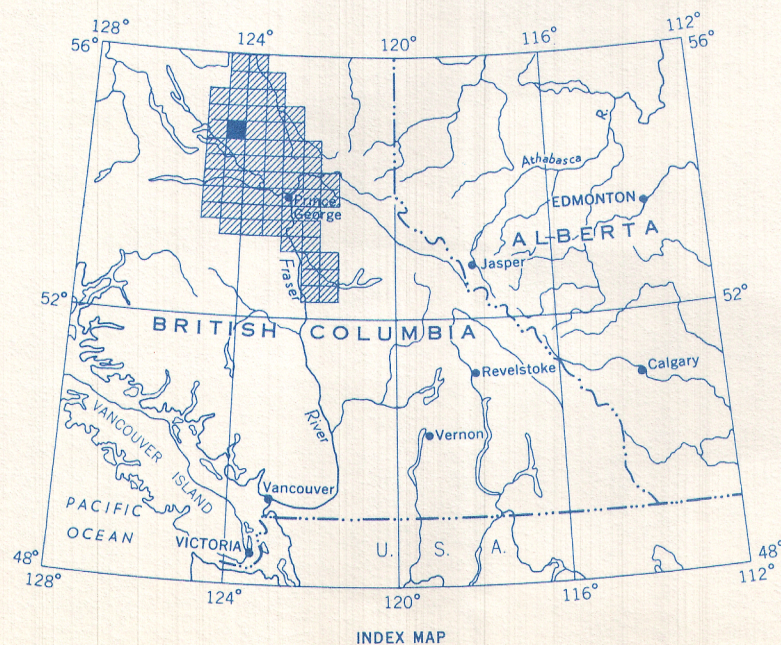 128°
124°
120°
116°
112°
56°
56°
R.
Athabasca
EDMONTON
Prince
George
ALBERTA
Jasper
Fraser
52°
52°
BRITISH COLUMBIA
Revelstoke
Calgary
River
VANCOUVER ISLAND
Vernon
Vancouver
PACIFIC
OCEAN
VICTORIA
U. S. A.
48°
48°
128°
124°
120°
116°
112°
INDEX MAP